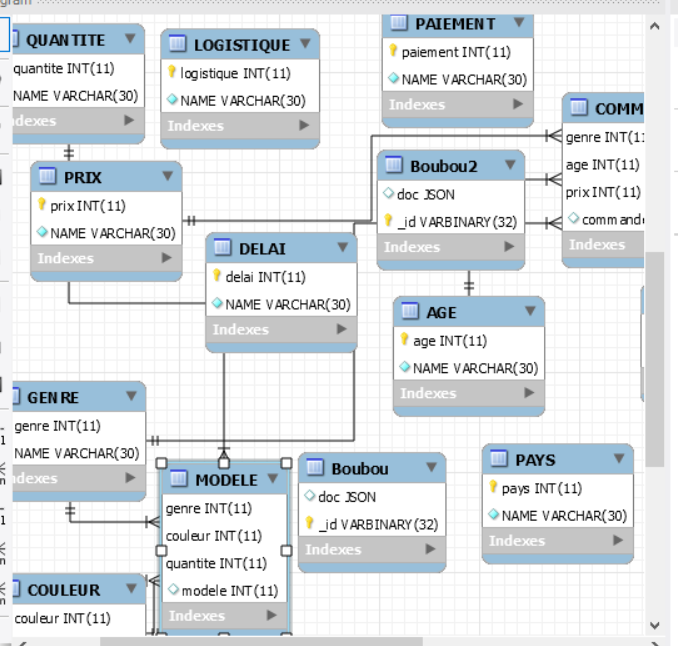 gram
QUANTITE
quantite INT(11)
NAME VARCHAR(30)
Indexes
LOGISTIQUE
logistique INT(11)
NAME VARCHAR(30)
Indexes
PAIEMENT
paiement INT(11)
NAME VARCHAR(30)
Indexes
COMM
genre INT(11
age INT(11)
prix INT(11)
command
Indexes
PRIX
prix INT(11)
NAME VARCHAR(30)
Indexes
Boubou2
doc JSON
_id VARBINARY(32)
Indexes
DELAI
delai INT(11)
NAME VARCHAR(30)
Indexes
AGE
age INT(11)
NAME VARCHAR(30)
Indexes
GENRE
genre INT(11)
NAME VARCHAR(30)
Indexes
MODELE
genre INT(11)
couleur INT(11)
quantite INT(11)
modele INT(11)
Indexes
Boubou
doc JSON
_id VARBINARY(32)
Indexes
PAYS
pays INT(11)
NAME VARCHAR(30)
Indexes
COULEUR
couleur INT(11)